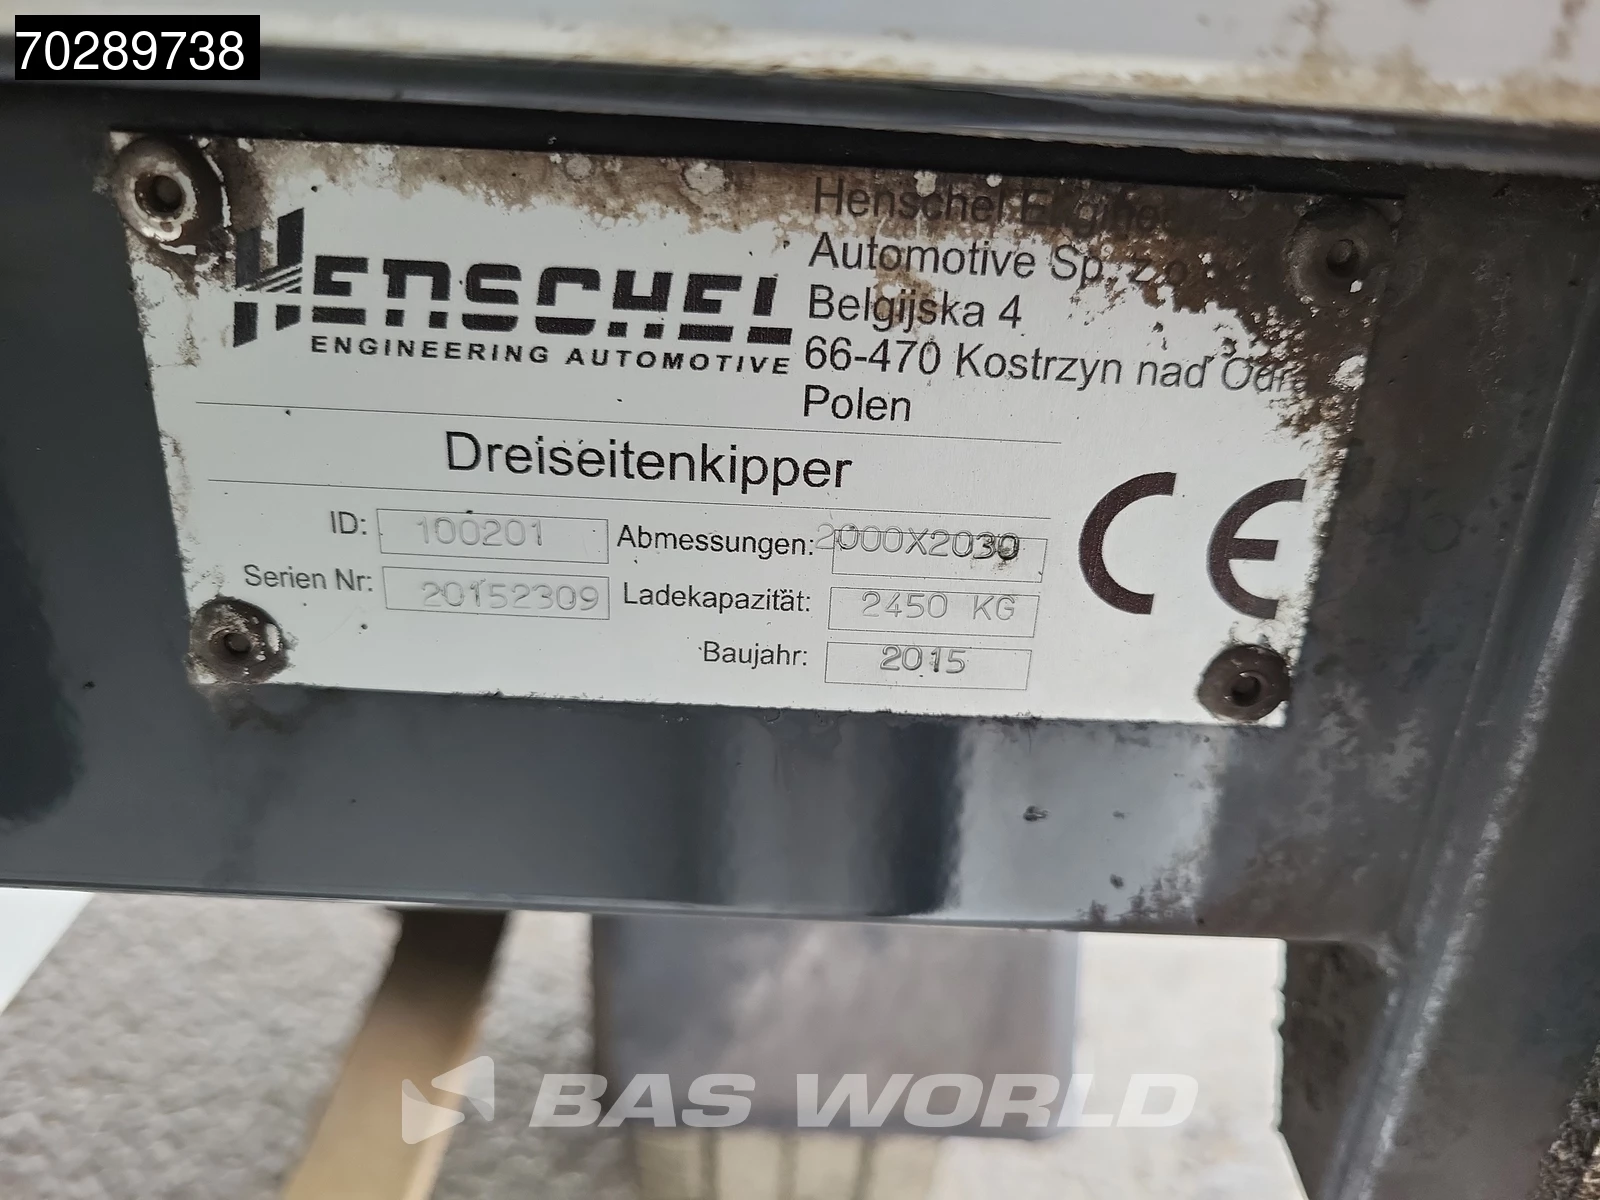 70289738
HENSCHEL
ENGINEERING AUTOMOTIVE
Henschel
Automotive Sp. z.o
Belgijska 4
66-470 Kostrzyn nad Odrą
Polen
Dreiseitenkipper
ID: 100201 Abmessungen: 2000X2030
Serien Nr: 20152309 Ladekapazität: 2450 KG
Baujahr: 2015
CE
BAS WORLD